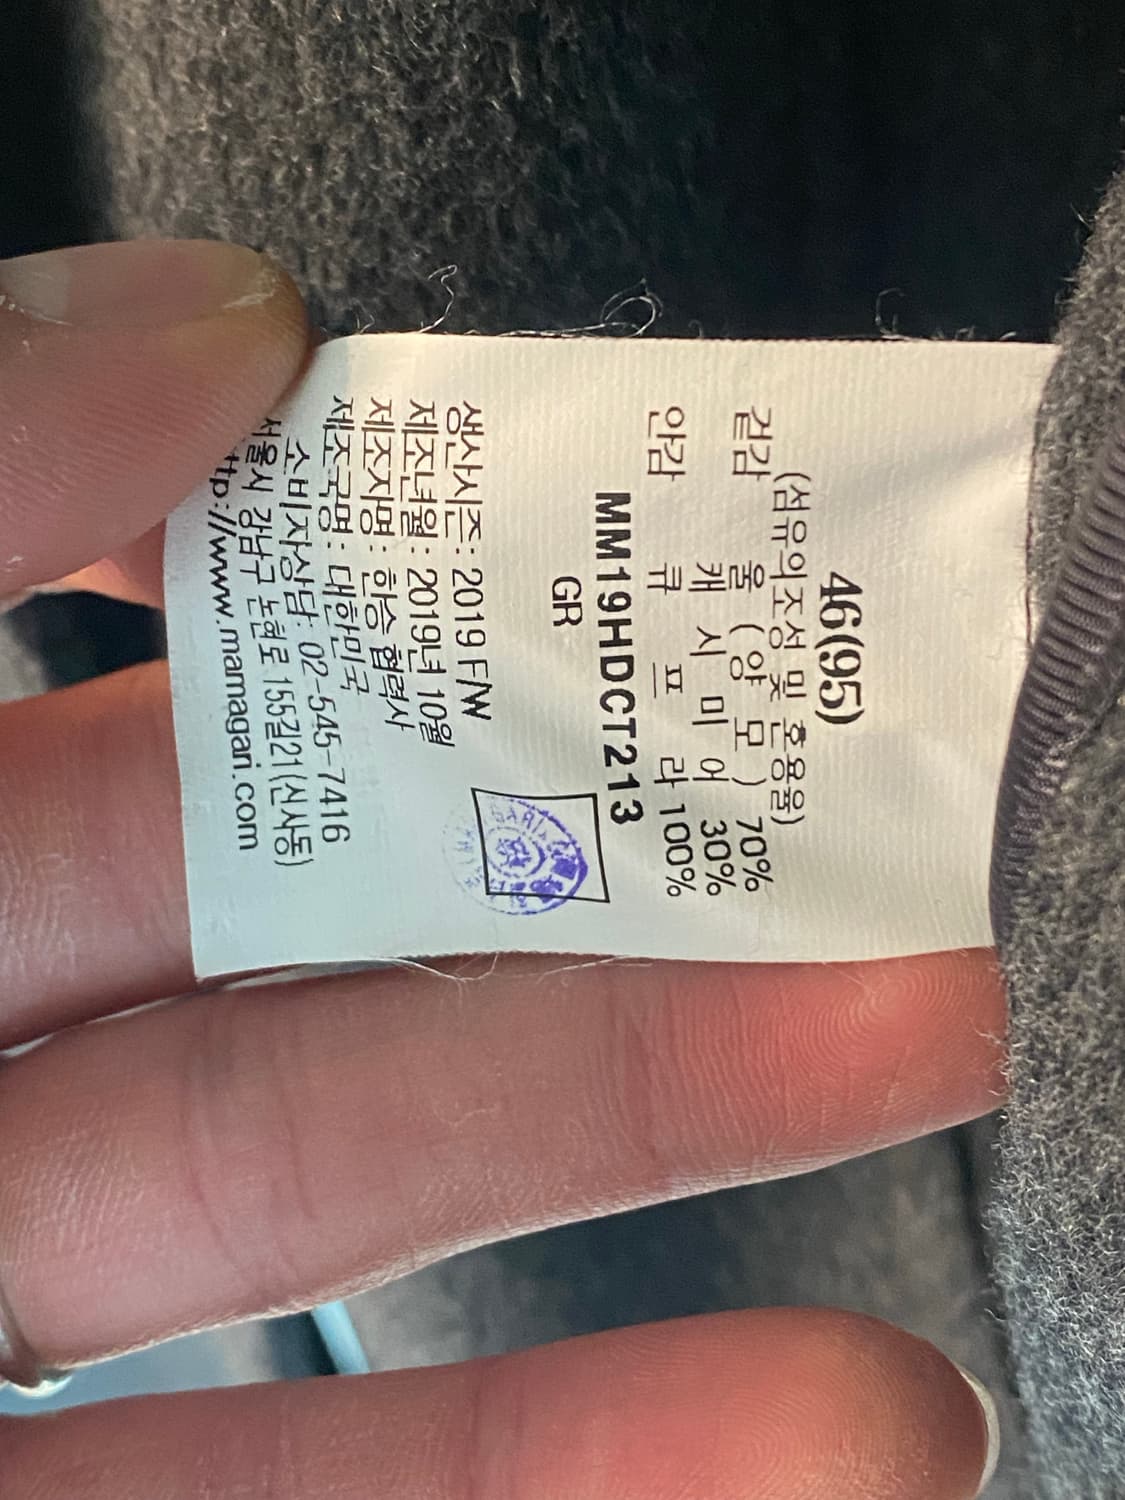 46(95)
(섬유의조성 및 혼용율)
겉감 울 (양 모) 70%
캐 시 미 어 30%
안감 큐 프 라 100%
MM19HDCT213
GR
생산시즌: 2019 F/W
제조년월: 2019년 10월
제조자명: 한승 협력사
제조국명: 대한민국
소비자상담: 02-545-7416
서울시 강남구 논현로 155길21(신사동)
ttp://www.mamagari.com